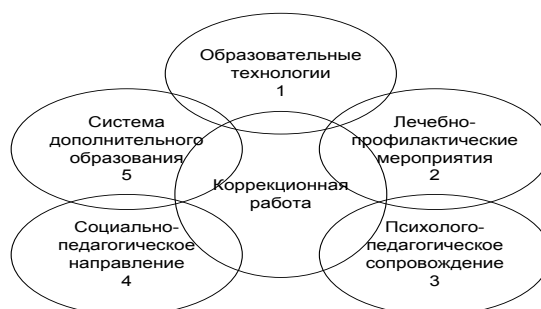 Образовательные
технологии
1
Система
дополнительного
образования
5
Лечебно-
профилактические
мероприятия
2
Коррекционная
работа
Социально-
педагогическое
направление
4
Психолого-
педагогическое
сопровождение
3